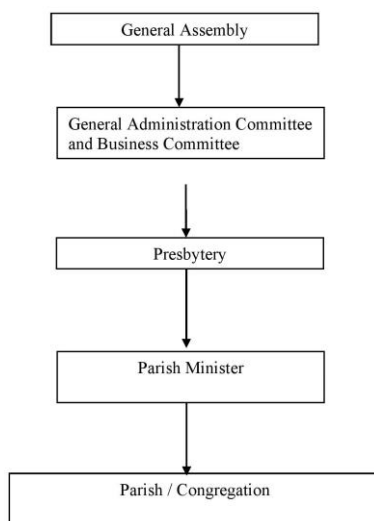 General Assembly
General Administration Committee
and Business Committee
Presbytery
Parish Minister
Parish / Congregation